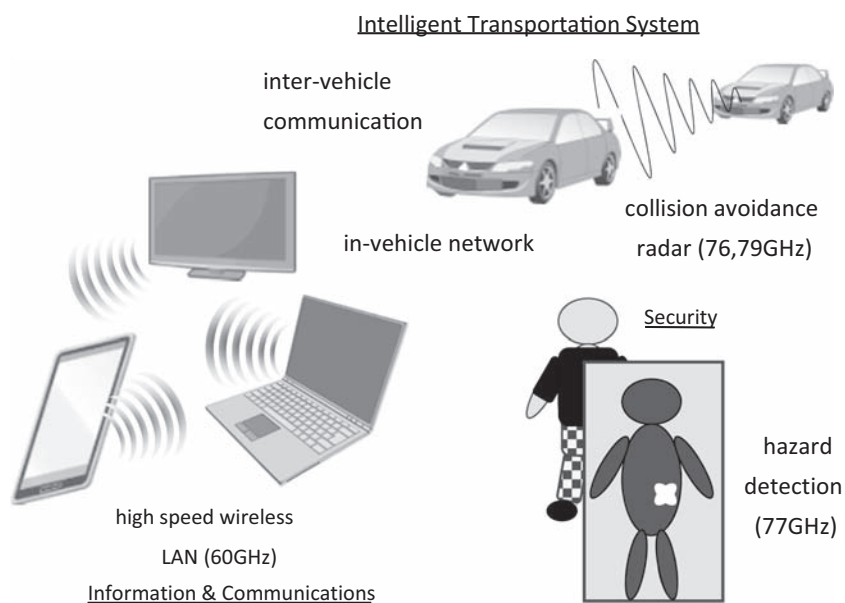 Intelligent Transportation System
inter-vehicle
communication
in-vehicle network
collision avoidance
radar (76,79GHz)
Security
hazard
detection
(77GHz)
high speed wireless
LAN (60GHz)
Information & Communications